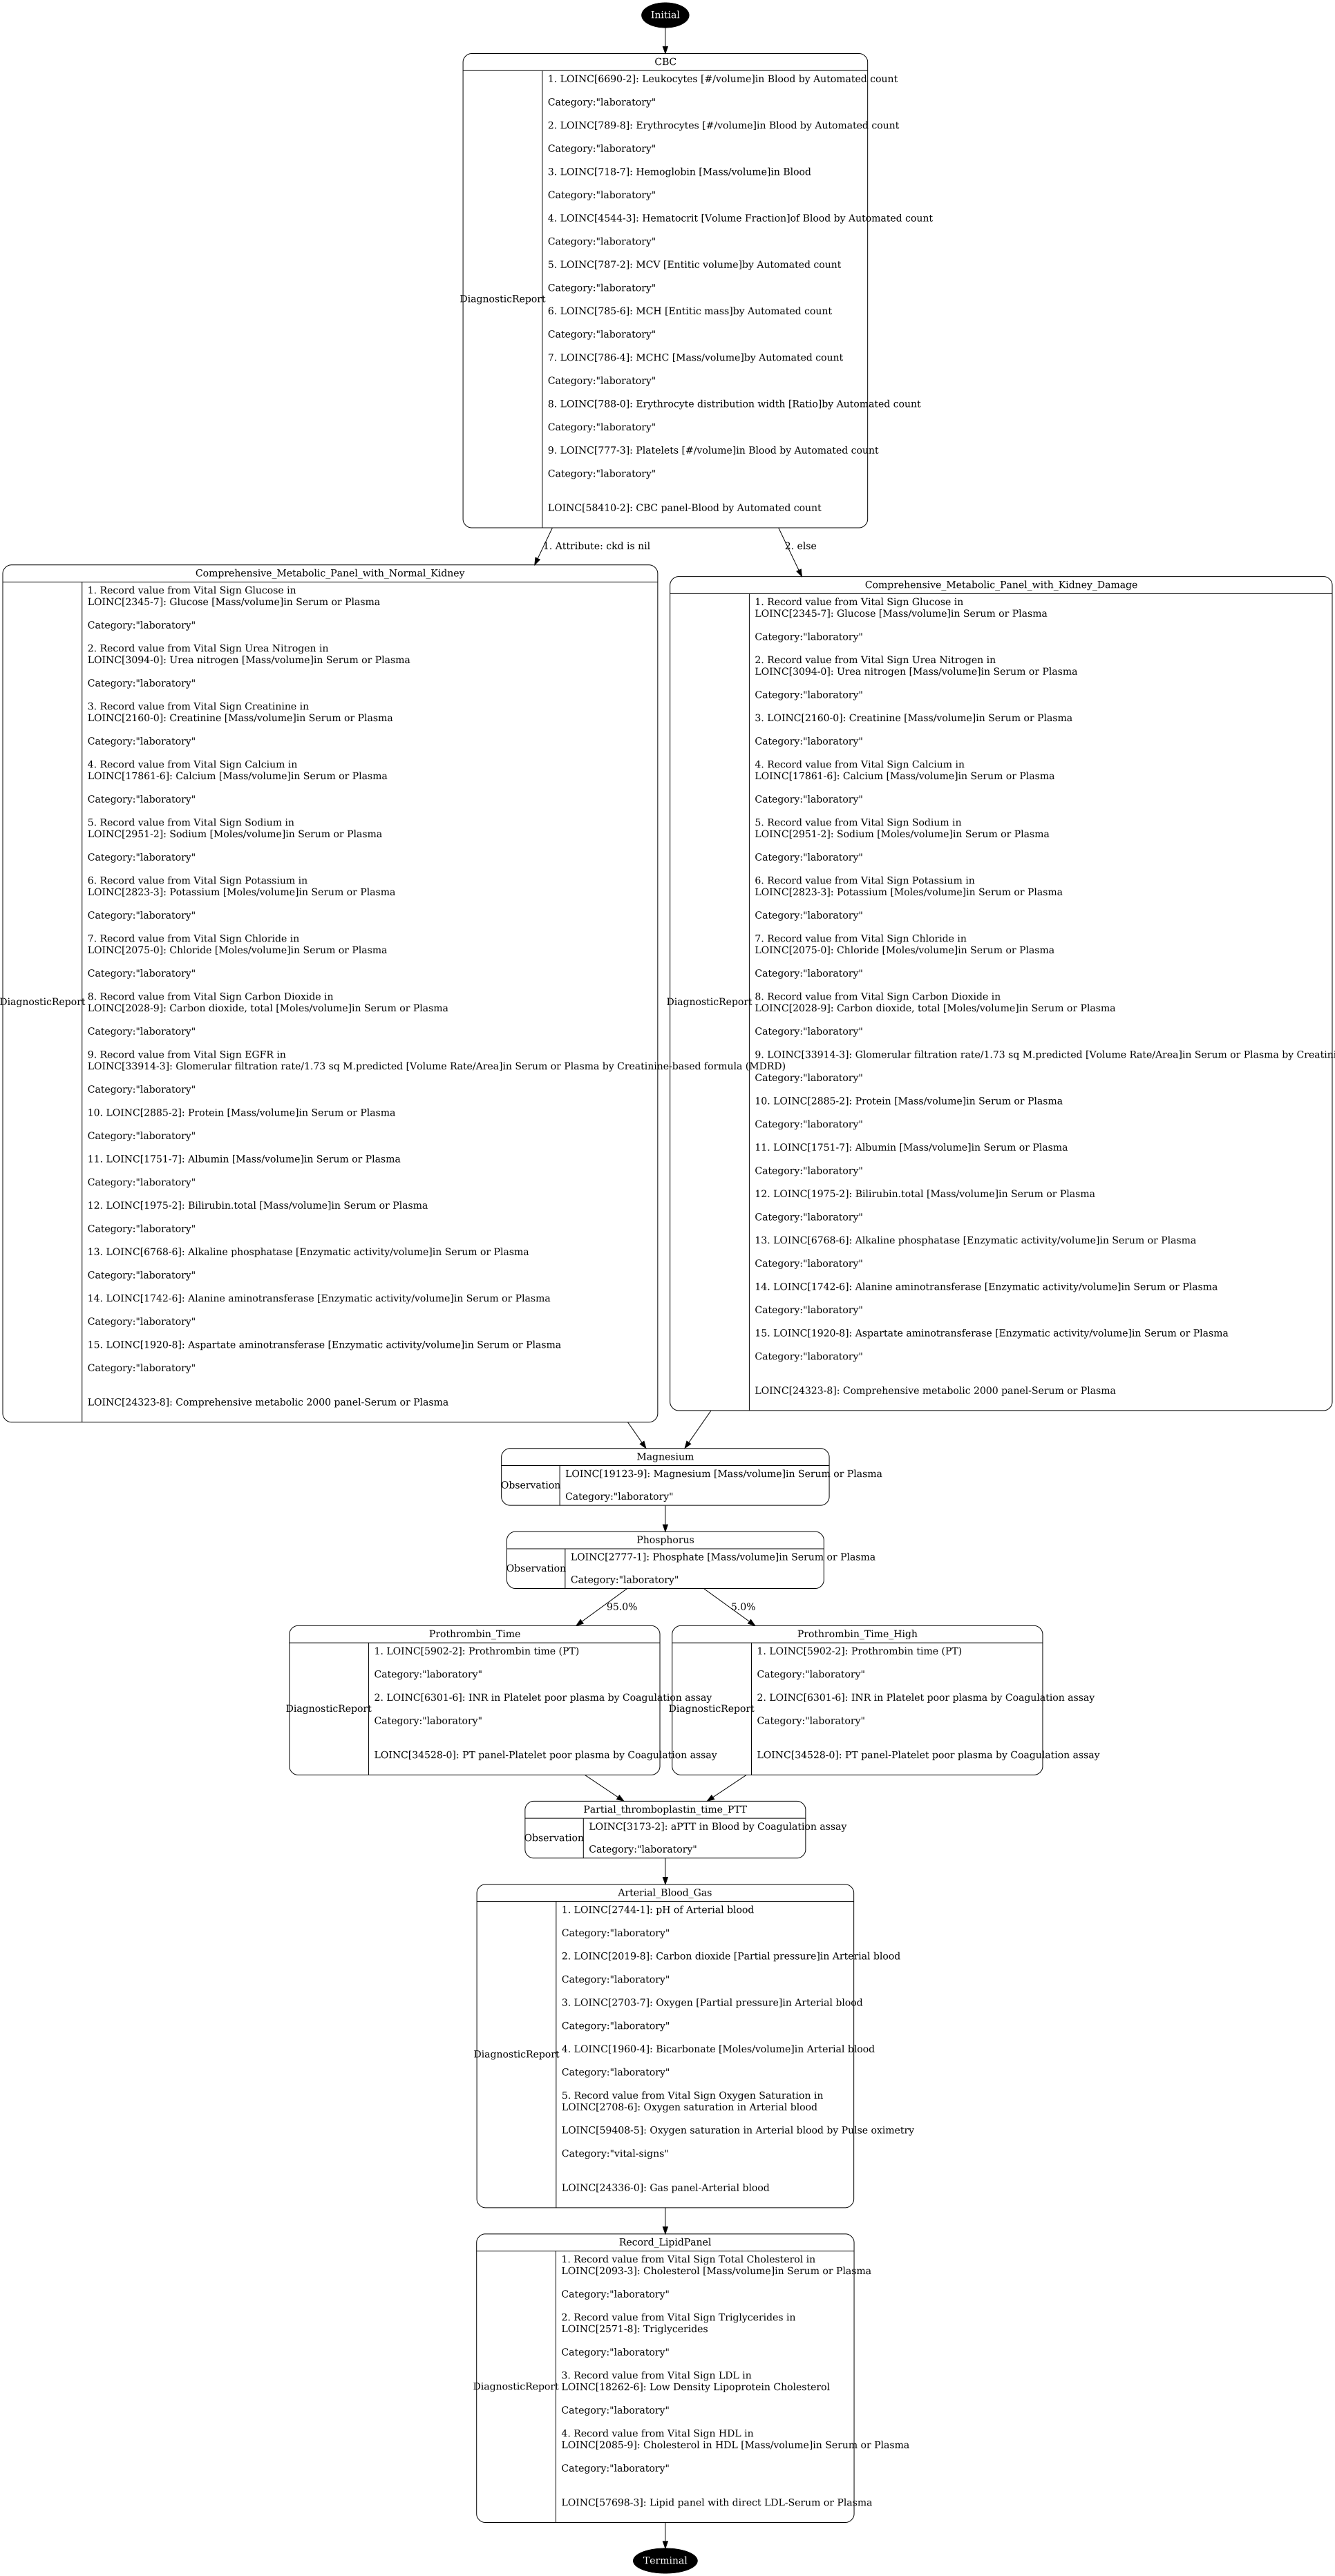 Initial
CBC
DiagnosticReport
1. LOINC[6690-2]: Leukocytes [#/volume]in Blood by Automated count
Category:"laboratory"
2. LOINC[789-8]: Erythrocytes [#/volume]in Blood by Automated count
Category:"laboratory"
3. LOINC[718-7]: Hemoglobin [Mass/volume]in Blood
Category:"laboratory"
4. LOINC[4544-3]: Hematocrit [Volume Fraction]of Blood by Automated count
Category:"laboratory"
5. LOINC[787-2]: MCV [Entitic volume]by Automated count
Category:"laboratory"
6. LOINC[785-6]: MCH [Entitic mass]by Automated count
Category:"laboratory"
7. LOINC[786-4]: MCHC [Mass/volume]by Automated count
Category:"laboratory"
8. LOINC[788-0]: Erythrocyte distribution width [Ratio]by Automated count
Category:"laboratory"
9. LOINC[777-3]: Platelets [#/volume]in Blood by Automated count
Category:"laboratory"
LOINC[58410-2]: CBC panel-Blood by Automated count
1. Attribute: ckd is nil
2. else
Comprehensive_Metabolic_Panel_with_Normal_Kidney
DiagnosticReport
1. Record value from Vital Sign Glucose in
LOINC[2345-7]: Glucose [Mass/volume]in Serum or Plasma
Category:"laboratory"
2. Record value from Vital Sign Urea Nitrogen in
LOINC[3094-0]: Urea nitrogen [Mass/volume]in Serum or Plasma
Category:"laboratory"
3. Record value from Vital Sign Creatinine in
LOINC[2160-0]: Creatinine [Mass/volume]in Serum or Plasma
Category:"laboratory"
4. Record value from Vital Sign Calcium in
LOINC[17861-6]: Calcium [Mass/volume]in Serum or Plasma
Category:"laboratory"
5. Record value from Vital Sign Sodium in
LOINC[2951-2]: Sodium [Moles/volume]in Serum or Plasma
Category:"laboratory"
6. Record value from Vital Sign Potassium in
LOINC[2823-3]: Potassium [Moles/volume]in Serum or Plasma
Category:"laboratory"
7. Record value from Vital Sign Chloride in
LOINC[2075-0]: Chloride [Moles/volume]in Serum or Plasma
Category:"laboratory"
8. Record value from Vital Sign Carbon Dioxide in
LOINC[2028-9]: Carbon dioxide, total [Moles/volume]in Serum or Plasma
Category:"laboratory"
9. Record value from Vital Sign EGFR in
LOINC[33914-3]: Glomerular filtration rate/1.73 sq M.predicted [Volume Rate/Area]in Serum or Plasma by Creatinine-based formula (MDRD)
Category:"laboratory"
10. LOINC[2885-2]: Protein [Mass/volume]in Serum or Plasma
Category:"laboratory"
11. LOINC[1751-7]: Albumin [Mass/volume]in Serum or Plasma
Category:"laboratory"
12. LOINC[1975-2]: Bilirubin.total [Mass/volume]in Serum or Plasma
Category:"laboratory"
13. LOINC[6768-6]: Alkaline phosphatase [Enzymatic activity/volume]in Serum or Plasma
Category:"laboratory"
14. LOINC[1742-6]: Alanine aminotransferase [Enzymatic activity/volume]in Serum or Plasma
Category:"laboratory"
15. LOINC[1920-8]: Aspartate aminotransferase [Enzymatic activity/volume]in Serum or Plasma
Category:"laboratory"
LOINC[24323-8]: Comprehensive metabolic 2000 panel-Serum or Plasma
Comprehensive_Metabolic_Panel_with_Kidney_Damage
DiagnosticReport
1. Record value from Vital Sign Glucose in
LOINC[2345-7]: Glucose [Mass/volume]in Serum or Plasma
Category:"laboratory"
2. Record value from Vital Sign Urea Nitrogen in
LOINC[3094-0]: Urea nitrogen [Mass/volume]in Serum or Plasma
Category:"laboratory"
3. LOINC[2160-0]: Creatinine [Mass/volume]in Serum or Plasma
Category:"laboratory"
4. Record value from Vital Sign Calcium in
LOINC[17861-6]: Calcium [Mass/volume]in Serum or Plasma
Category:"laboratory"
5. Record value from Vital Sign Sodium in
LOINC[2951-2]: Sodium [Moles/volume]in Serum or Plasma
Category:"laboratory"
6. Record value from Vital Sign Potassium in
LOINC[2823-3]: Potassium [Moles/volume]in Serum or Plasma
Category:"laboratory"
7. Record value from Vital Sign Chloride in
LOINC[2075-0]: Chloride [Moles/volume]in Serum or Plasma
Category:"laboratory"
8. Record value from Vital Sign Carbon Dioxide in
LOINC[2028-9]: Carbon dioxide, total [Moles/volume]in Serum or Plasma
Category:"laboratory"
9. LOINC[33914-3]: Glomerular filtration rate/1.73 sq M.predicted [Volume Rate/Area]in Serum or Plasma by
Category:"laboratory"
10. LOINC[2885-2]: Protein [Mass/volume]in Serum or Plasma
Category:"laboratory"
11. LOINC[1751-7]: Albumin [Mass/volume]in Serum or Plasma
Category:"laboratory"
12. LOINC[1975-2]: Bilirubin.total [Mass/volume]in Serum or Plasma
Category:"laboratory"
13. LOINC[6768-6]: Alkaline phosphatase [Enzymatic activity/volume]in Serum or Plasma
Category:"laboratory"
14. LOINC[1742-6]: Alanine aminotransferase [Enzymatic activity/volume]in Serum or Plasma
Category:"laboratory"
15. LOINC[1920-8]: Aspartate aminotransferase [Enzymatic activity/volume]in Serum or Plasma
Category:"laboratory"
LOINC[24323-8]: Comprehensive metabolic 2000 panel-Serum or Plasma
Magnesium
Observation
LOINC[19123-9]: Magnesium [Mass/volume]in Serum or Plasma
Category:"laboratory"
Phosphorus
Observation
LOINC[2777-1]: Phosphate [Mass/volume]in Serum or Plasma
Category:"laboratory"
95.0%
5.0%
Prothrombin_Time
DiagnosticReport
1. LOINC[5902-2]: Prothrombin time (PT)
Category:"laboratory"
2. LOINC[6301-6]: INR in Platelet poor plasma by Coagulation assay
Category:"laboratory"
LOINC[34528-0]: PT panel-Platelet poor plasma by Coagulation assay
Prothrombin_Time_High
DiagnosticReport
1. LOINC[5902-2]: Prothrombin time (PT)
Category:"laboratory"
2. LOINC[6301-6]: INR in Platelet poor plasma by Coagulation assay
Category:"laboratory"
LOINC[34528-0]: PT panel-Platelet poor plasma by Coagulation assay
Partial_thromboplastin_time_PTT
Observation
LOINC[3173-2]: aPTT in Blood by Coagulation assay
Category:"laboratory"
Arterial_Blood_Gas
DiagnosticReport
1. LOINC[2744-1]: pH of Arterial blood
Category:"laboratory"
2. LOINC[2019-8]: Carbon dioxide [Partial pressure]in Arterial blood
Category:"laboratory"
3. LOINC[2703-7]: Oxygen [Partial pressure]in Arterial blood
Category:"laboratory"
4. LOINC[1960-4]: Bicarbonate [Moles/volume]in Arterial blood
Category:"laboratory"
5. Record value from Vital Sign Oxygen Saturation in
LOINC[2708-6]: Oxygen saturation in Arterial blood
LOINC[59408-5]: Oxygen saturation in Arterial blood by Pulse oximetry
Category:"vital-signs"
LOINC[24336-0]: Gas panel-Arterial blood
Record_LipidPanel
DiagnosticReport
1. Record value from Vital Sign Total Cholesterol in
LOINC[2093-3]: Cholesterol [Mass/volume]in Serum or Plasma
Category:"laboratory"
2. Record value from Vital Sign Triglycerides in
LOINC[2571-8]: Triglycerides
Category:"laboratory"
3. Record value from Vital Sign LDL in
LOINC[18262-6]: Low Density Lipoprotein Cholesterol
Category:"laboratory"
4. Record value from Vital Sign HDL in
LOINC[2085-9]: Cholesterol in HDL [Mass/volume]in Serum or Plasma
Category:"laboratory"
LOINC[57698-3]: Lipid panel with direct LDL-Serum or Plasma
Terminal